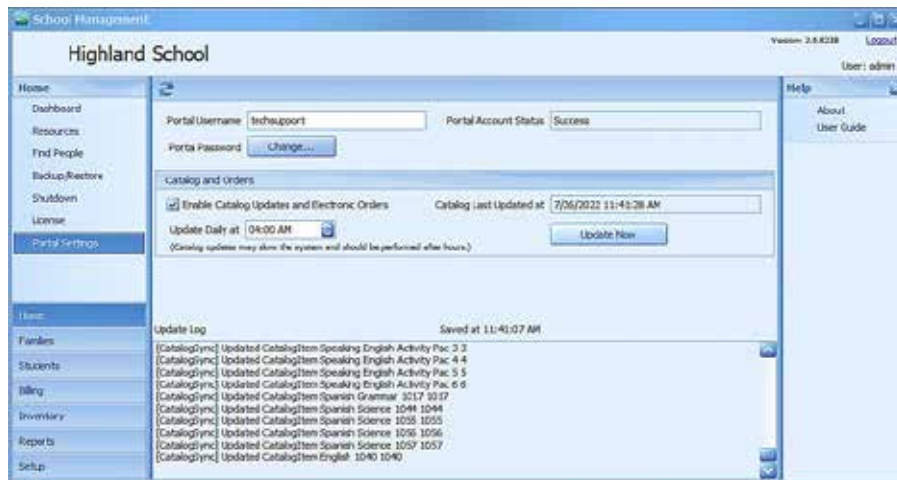 School Management
Highland School
Version: 2.6.8238
Logout
User: admin
Home
Dashboard
Resources
Find People
Backup/Restore
Shutdown
License
Portal Settings
Home
Families
Students
Billing
Inventory
Reports
Setup
Portal Username
techsupport
Portal Account Status
Success
Portal Password
Change...
Catalog and Orders
Enable Catalog Updates and Electronic Orders
Catalog Last Updated at
7/26/2022 11:41:28 AM
Update Daily at
04:00 AM
Update Now
(Catalog updates may slow the system and should be performed after hours.)
Update Log
Saved at 11:41:07 AM
[CatalogSync] Updated CatalogItem Speaking English Activity Pac 3 3
[CatalogSync] Updated CatalogItem Speaking English Activity Pac 4 4
[CatalogSync] Updated CatalogItem Speaking English Activity Pac 5 5
[CatalogSync] Updated CatalogItem Speaking English Activity Pac 6 6
[CatalogSync] Updated CatalogItem Spanish Grammar 1017 1017
[CatalogSync] Updated CatalogItem Spanish Science 1044 1044
[CatalogSync] Updated CatalogItem Spanish Science 1055 1055
[CatalogSync] Updated CatalogItem Spanish Science 1056 1056
[CatalogSync] Updated CatalogItem Spanish Science 1057 1057
[CatalogSync] Updated CatalogItem English 1040 1040
Help
About
User Guide